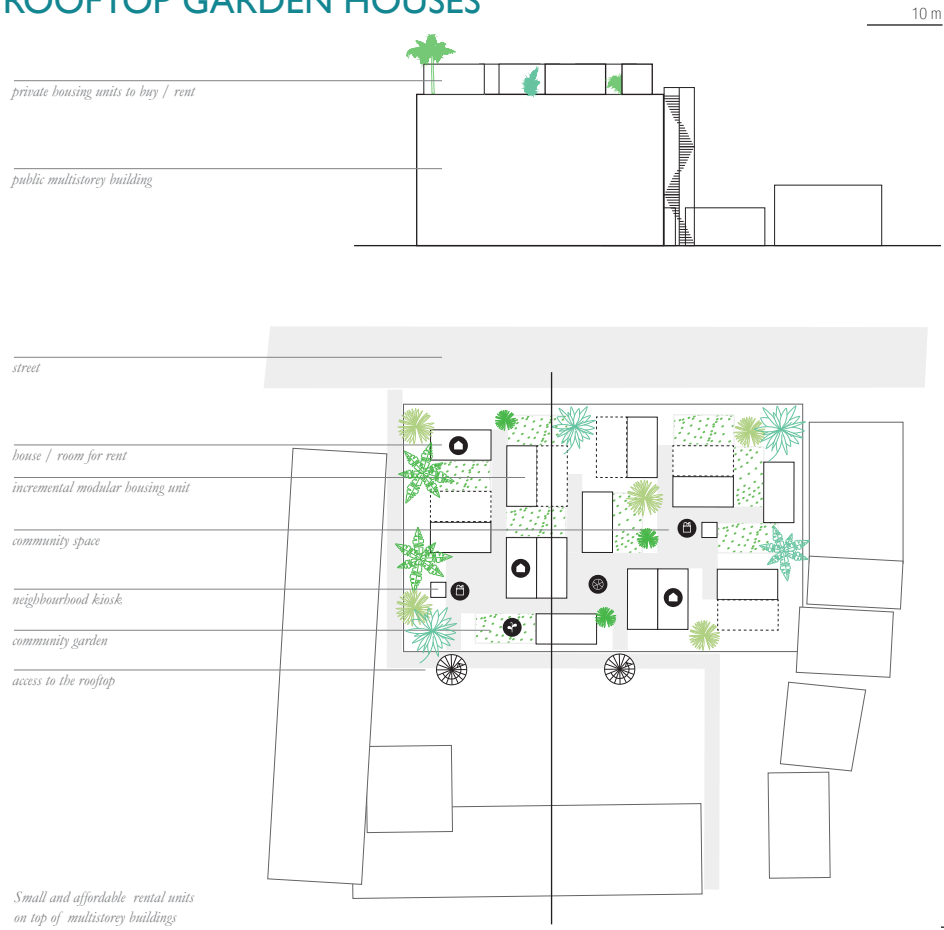 ROOFTOP GARDEN HOUSES
10 m
private housing units to buy / rent
public multistorey building
street
house / room for rent
incremental modular housing unit
community space
neighbourhood kiosk
community garden
access to the rooftop
Small and affordable rental units
on top of multistorey buildings